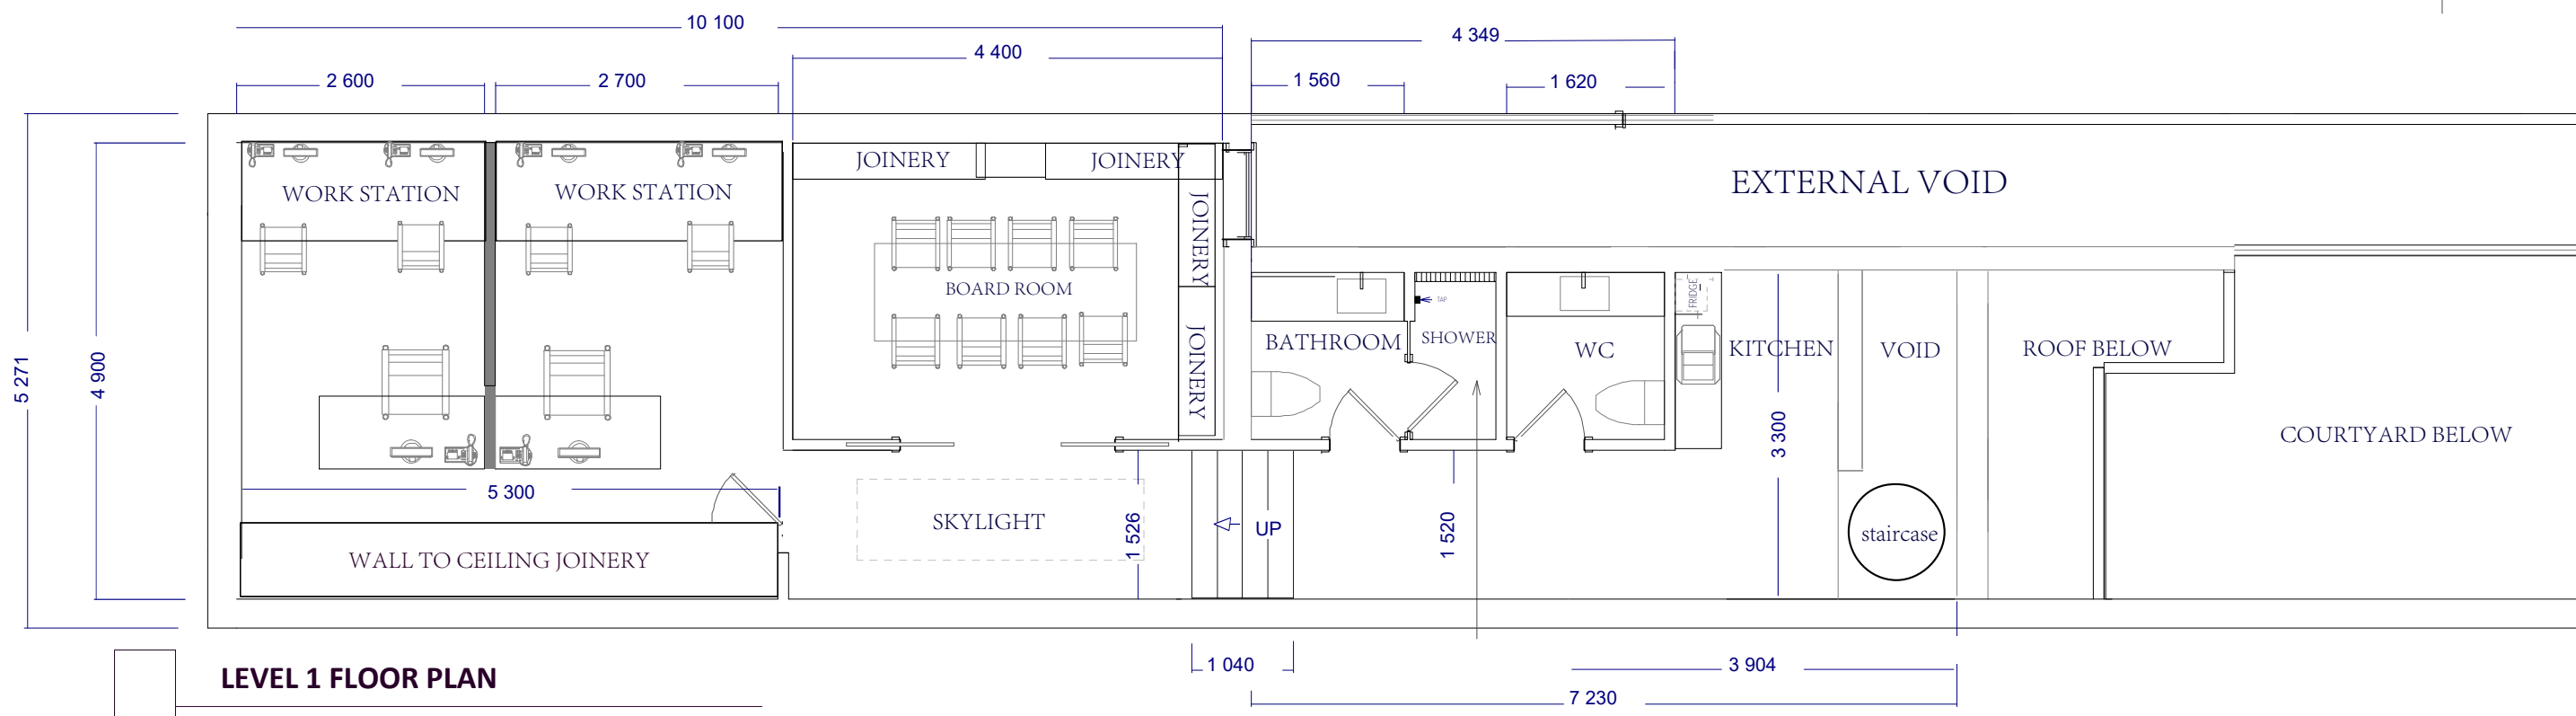 10 100
4 349
4 400
2 600
2 700
1 560
1 620
JOINERY
JOINERY
WORK STATION
WORK STATION
EXTERNAL VOID
JOINERY
BOARD ROOM
FRIDGE
TAP
5 271
4 900
BATHROOM
SHOWER
WC
KITCHEN
VOID
ROOF BELOW
JOINERY
3 300
COURTYARD BELOW
5 300
SKYLIGHT
1 526
UP
1 520
staircase
WALL TO CEILING JOINERY
1 040
3 904
LEVEL 1 FLOOR PLAN
7 230